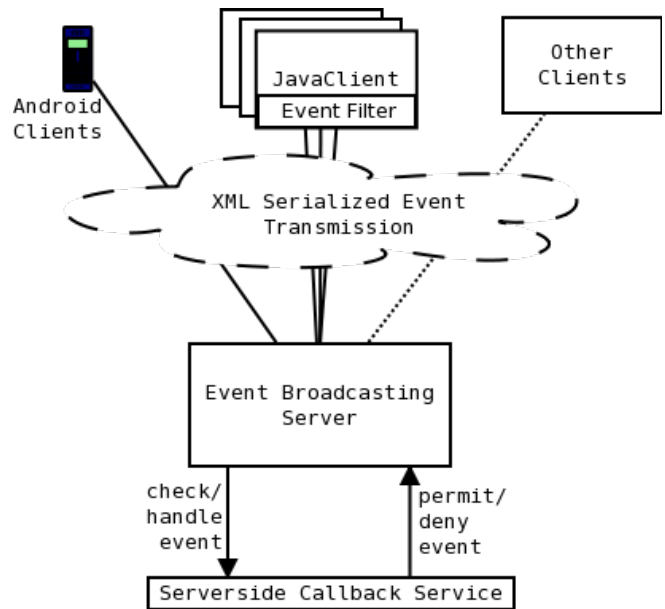 JavaClient
Event Filter
Other
Clients
Android
Clients
XML Serialized Event
Transmission
Event Broadcasting
Server
check/
handle
event
permit/
deny
event
Serverside Callback Service